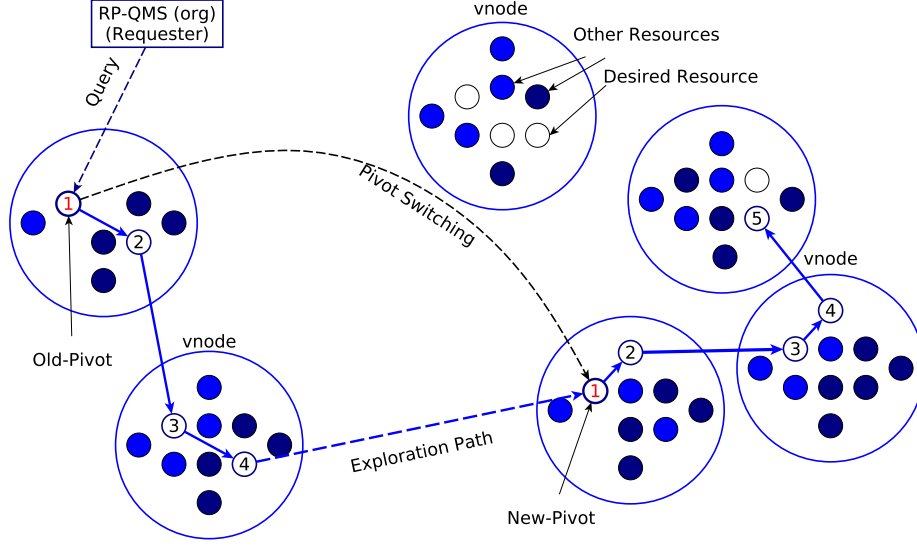 RP-QMS (org)
(Requester)
vnode
Other Resources
Desired Resource
Query
Pivot Switching
1
2
5
vnode
4
Old-Pivot
vnode
2
3
1
3
4
Exploration Path
New-Pivot